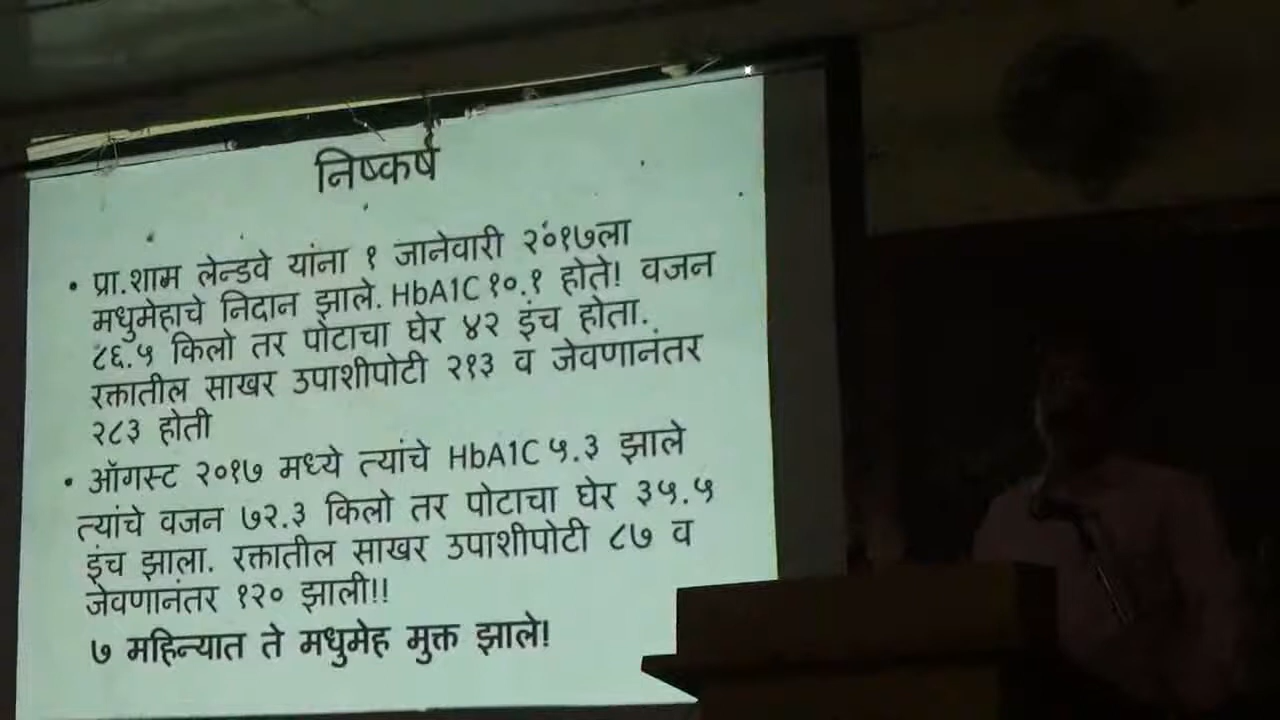 निष्कर्ष
• प्रा.शाम लेन्डवे यांना १ जानेवारी २०१७ला
मधुमेहाचे निदान झाले. HbA1C १०.१ होते! वजन
८६.५ किलो तर पोटाचा घेर ४२ इंच होता.
रक्तातील साखर उपाशीपोटी २१३ व जेवणानंतर
२८३ होती
• ऑगस्ट २०१७ मध्ये त्यांचे HbA1C ५.३ झाले
त्यांचे वजन ७२.३ किलो तर पोटाचा घेर ३५.५
इंच झाला. रक्तातील साखर उपाशीपोटी ८७ व
जेवणानंतर १२० झाली!!
७ महिन्यात ते मधुमेह मुक्त झाले!